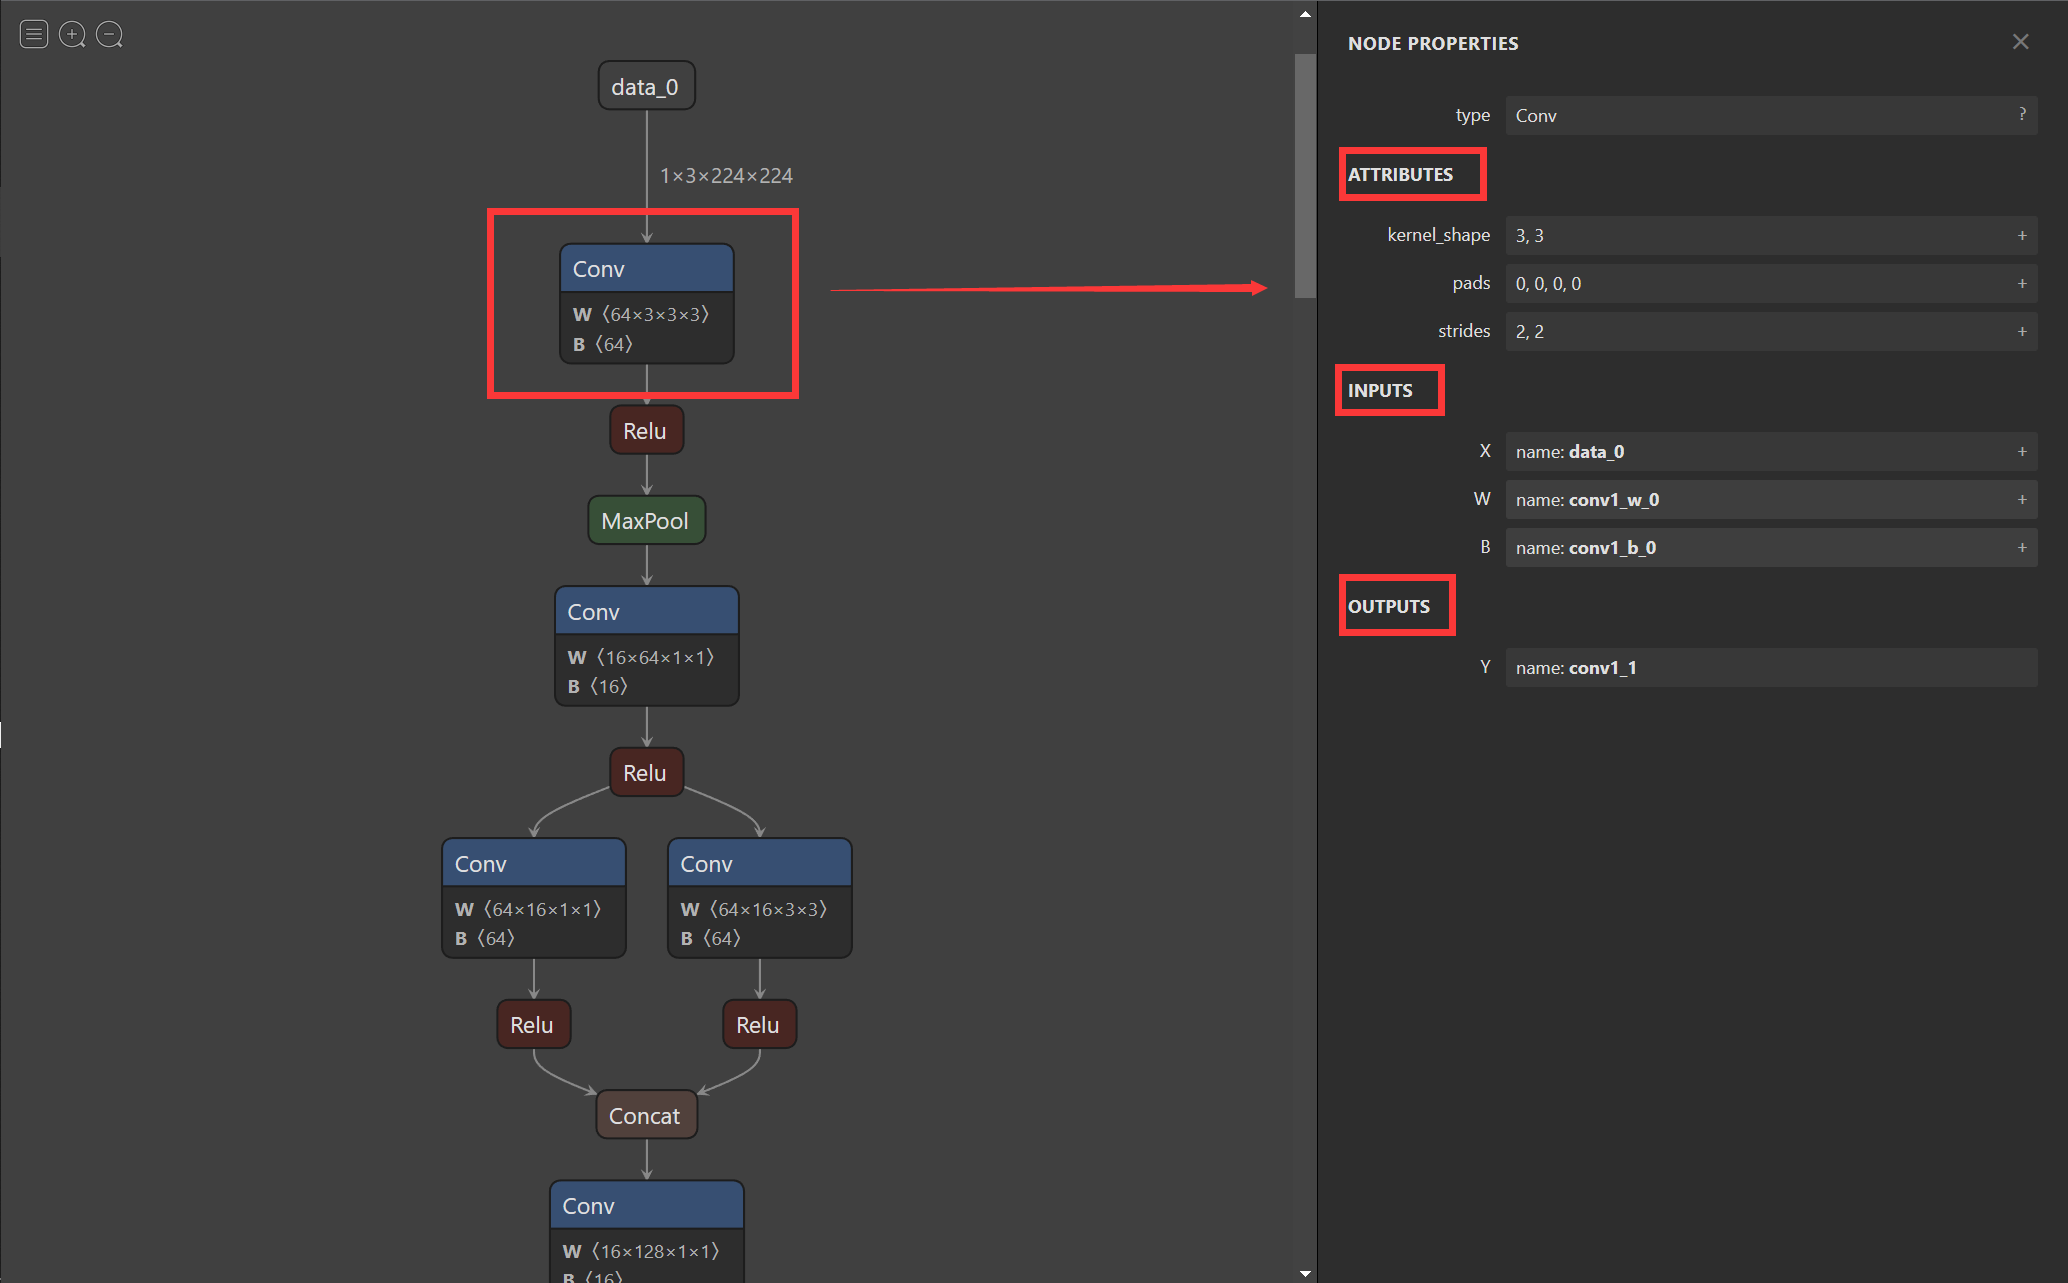 data_0
1×3×224×224
Conv
W 〈64×3×3×3〉
B 〈64〉
Relu
MaxPool
Conv
W 〈16×64×1×1〉
B 〈16〉
Relu
Conv
W 〈64×16×1×1〉
B 〈64〉
Conv
W 〈64×16×3×3〉
B 〈64〉
Relu
Relu
Concat
Conv
W 〈16×128×1×1〉
B 〈16〉
NODE PROPERTIES ×
type Conv ?
ATTRIBUTES
kernel_shape 3, 3 +
pads 0, 0, 0, 0 +
strides 2, 2 +
INPUTS
X name: data_0 +
W name: conv1_w_0 +
B name: conv1_b_0 +
OUTPUTS
Y name: conv1_1